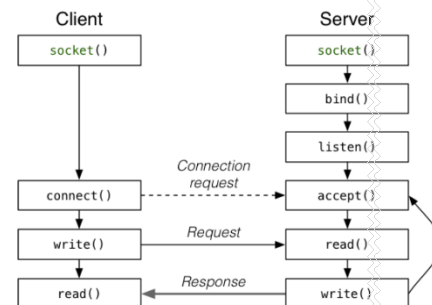 Client
Server
socket()
socket()
bind()
listen()
Connection
request
connect()
accept()
Request
write()
read()
Response
read()
write()